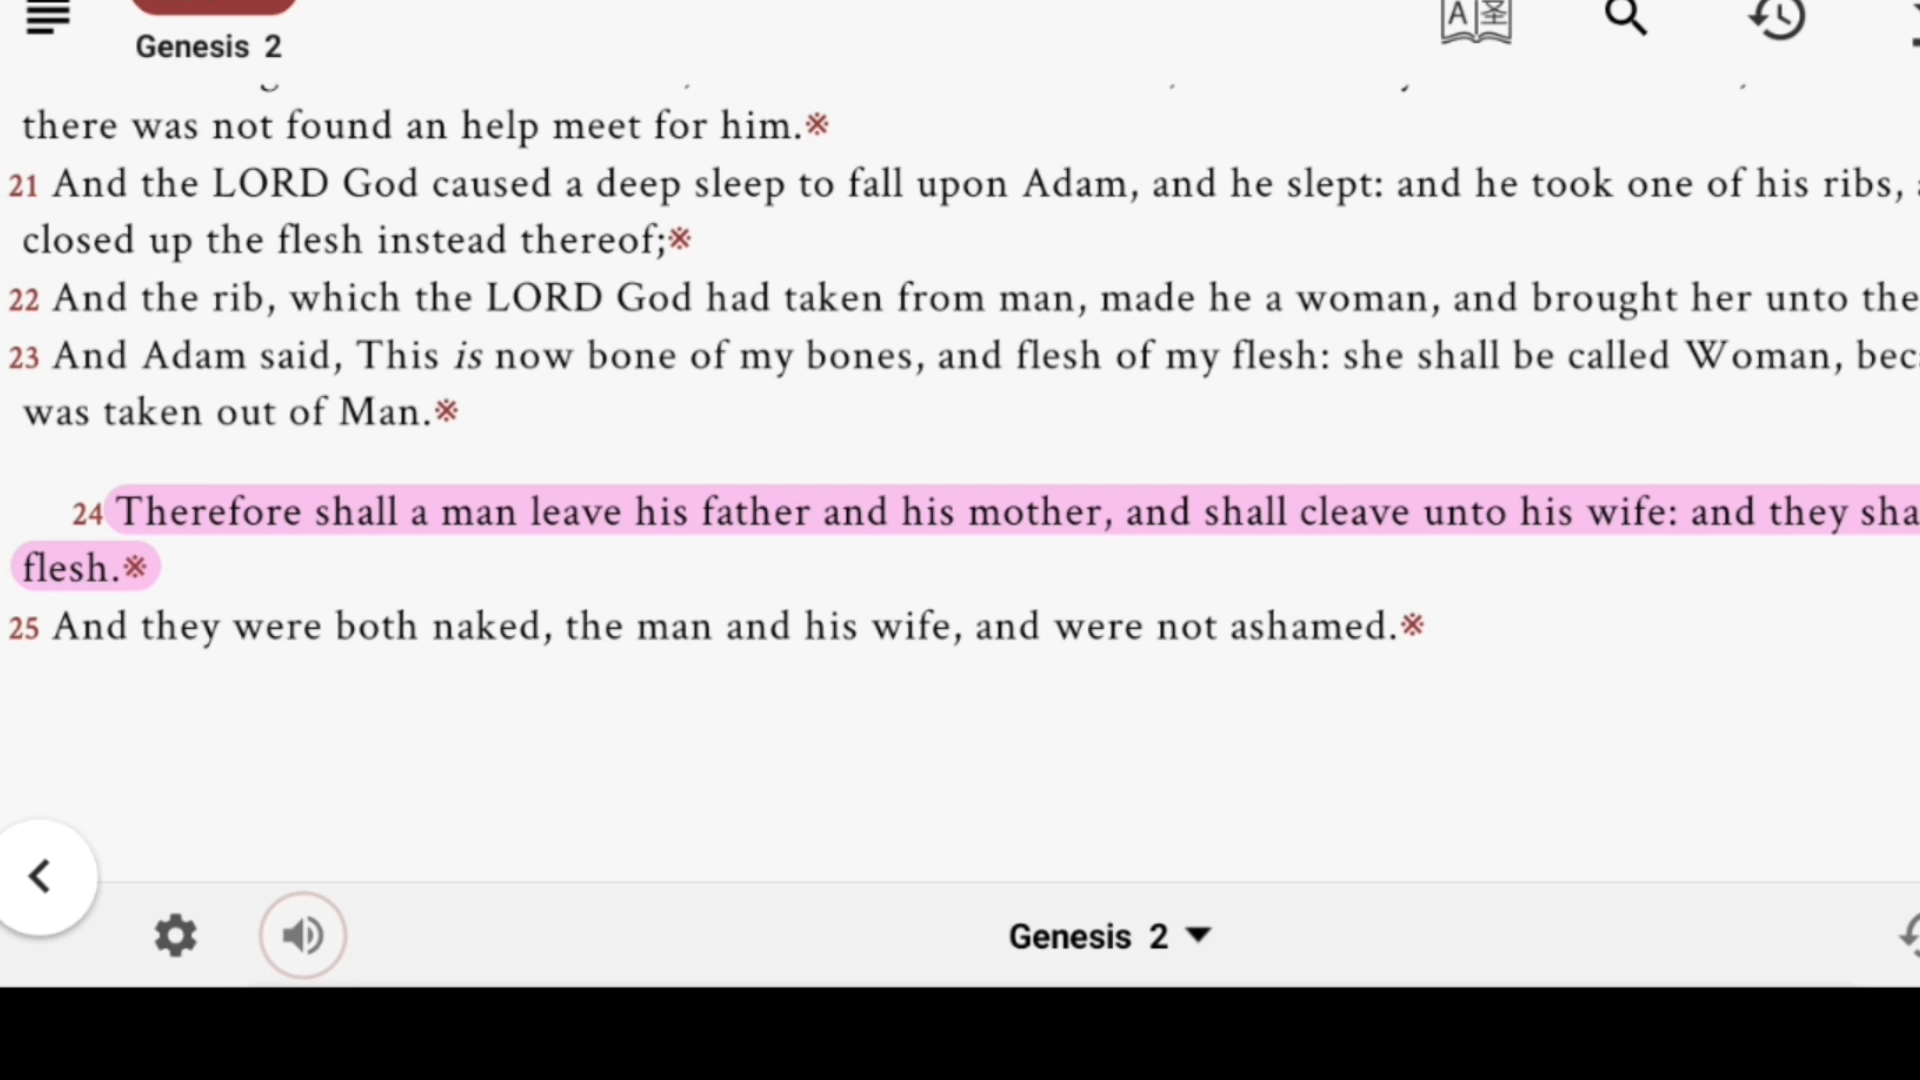 Genesis 2
A 圣
there was not found an help meet for him.※
21 And the LORD God caused a deep sleep to fall upon Adam, and he slept: and he took one of his ribs,
closed up the flesh instead thereof;※
22 And the rib, which the LORD God had taken from man, made he a woman, and brought her unto the
23 And Adam said, This is now bone of my bones, and flesh of my flesh: she shall be called Woman, bec
was taken out of Man.※
24 Therefore shall a man leave his father and his mother, and shall cleave unto his wife: and they sha
flesh.※
25 And they were both naked, the man and his wife, and were not ashamed.※
Genesis 2